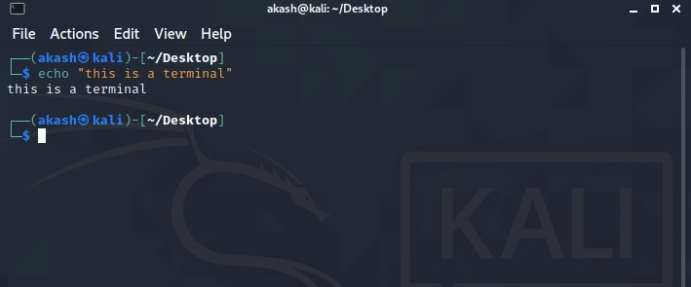 akash@kali: ~/Desktop
File Actions Edit View Help
┌──(akash㉿kali)-[~/Desktop]
└─$ echo "this is a terminal"
this is a terminal
┌──(akash㉿kali)-[~/Desktop]
└─$
KALI